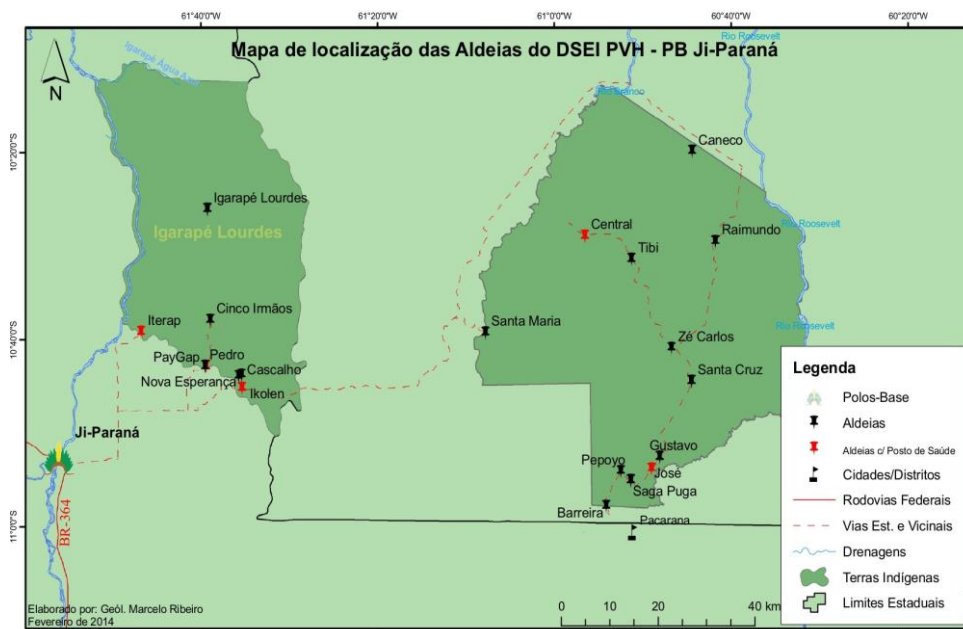 61°40'0"W 61°20'0"W 61°0'0"W 60°40'0"W 60°20'0"W
Mapa de localização das Aldeias do DSEI PVH - PB Ji-Paraná
N
Rio Roosevelt
Rio Branco
10°20'0"S
Caneco
Igarapé Lourdes
Igarapé Lourdes
Central
Raimundo
Rio Roosevelt
Tibi
Cinco Irmãos
Iterap
Santa Maria
Rio Roosevelt
10°40'0"S
Zé Carlos
PayGap
Pedro
Cascalho
Nova Esperança
Ikolen
Santa Cruz
Ji-Paraná
Gustavo
Pepoyo
José
Saga Puga
Barreira
Pacarana
BR-364
11°0'0"S
Legenda
Polos-Base
Aldeias
Aldeias c/ Posto de Saúde
Cidades/Distritos
Rodovias Federais
Vias Est. e Vicinais
Drenagens
Terras Indígenas
Limites Estaduais
0 10 20 40 km
Elaborado por: Geól. Marcelo Ribeiro
Fevereiro de 2014